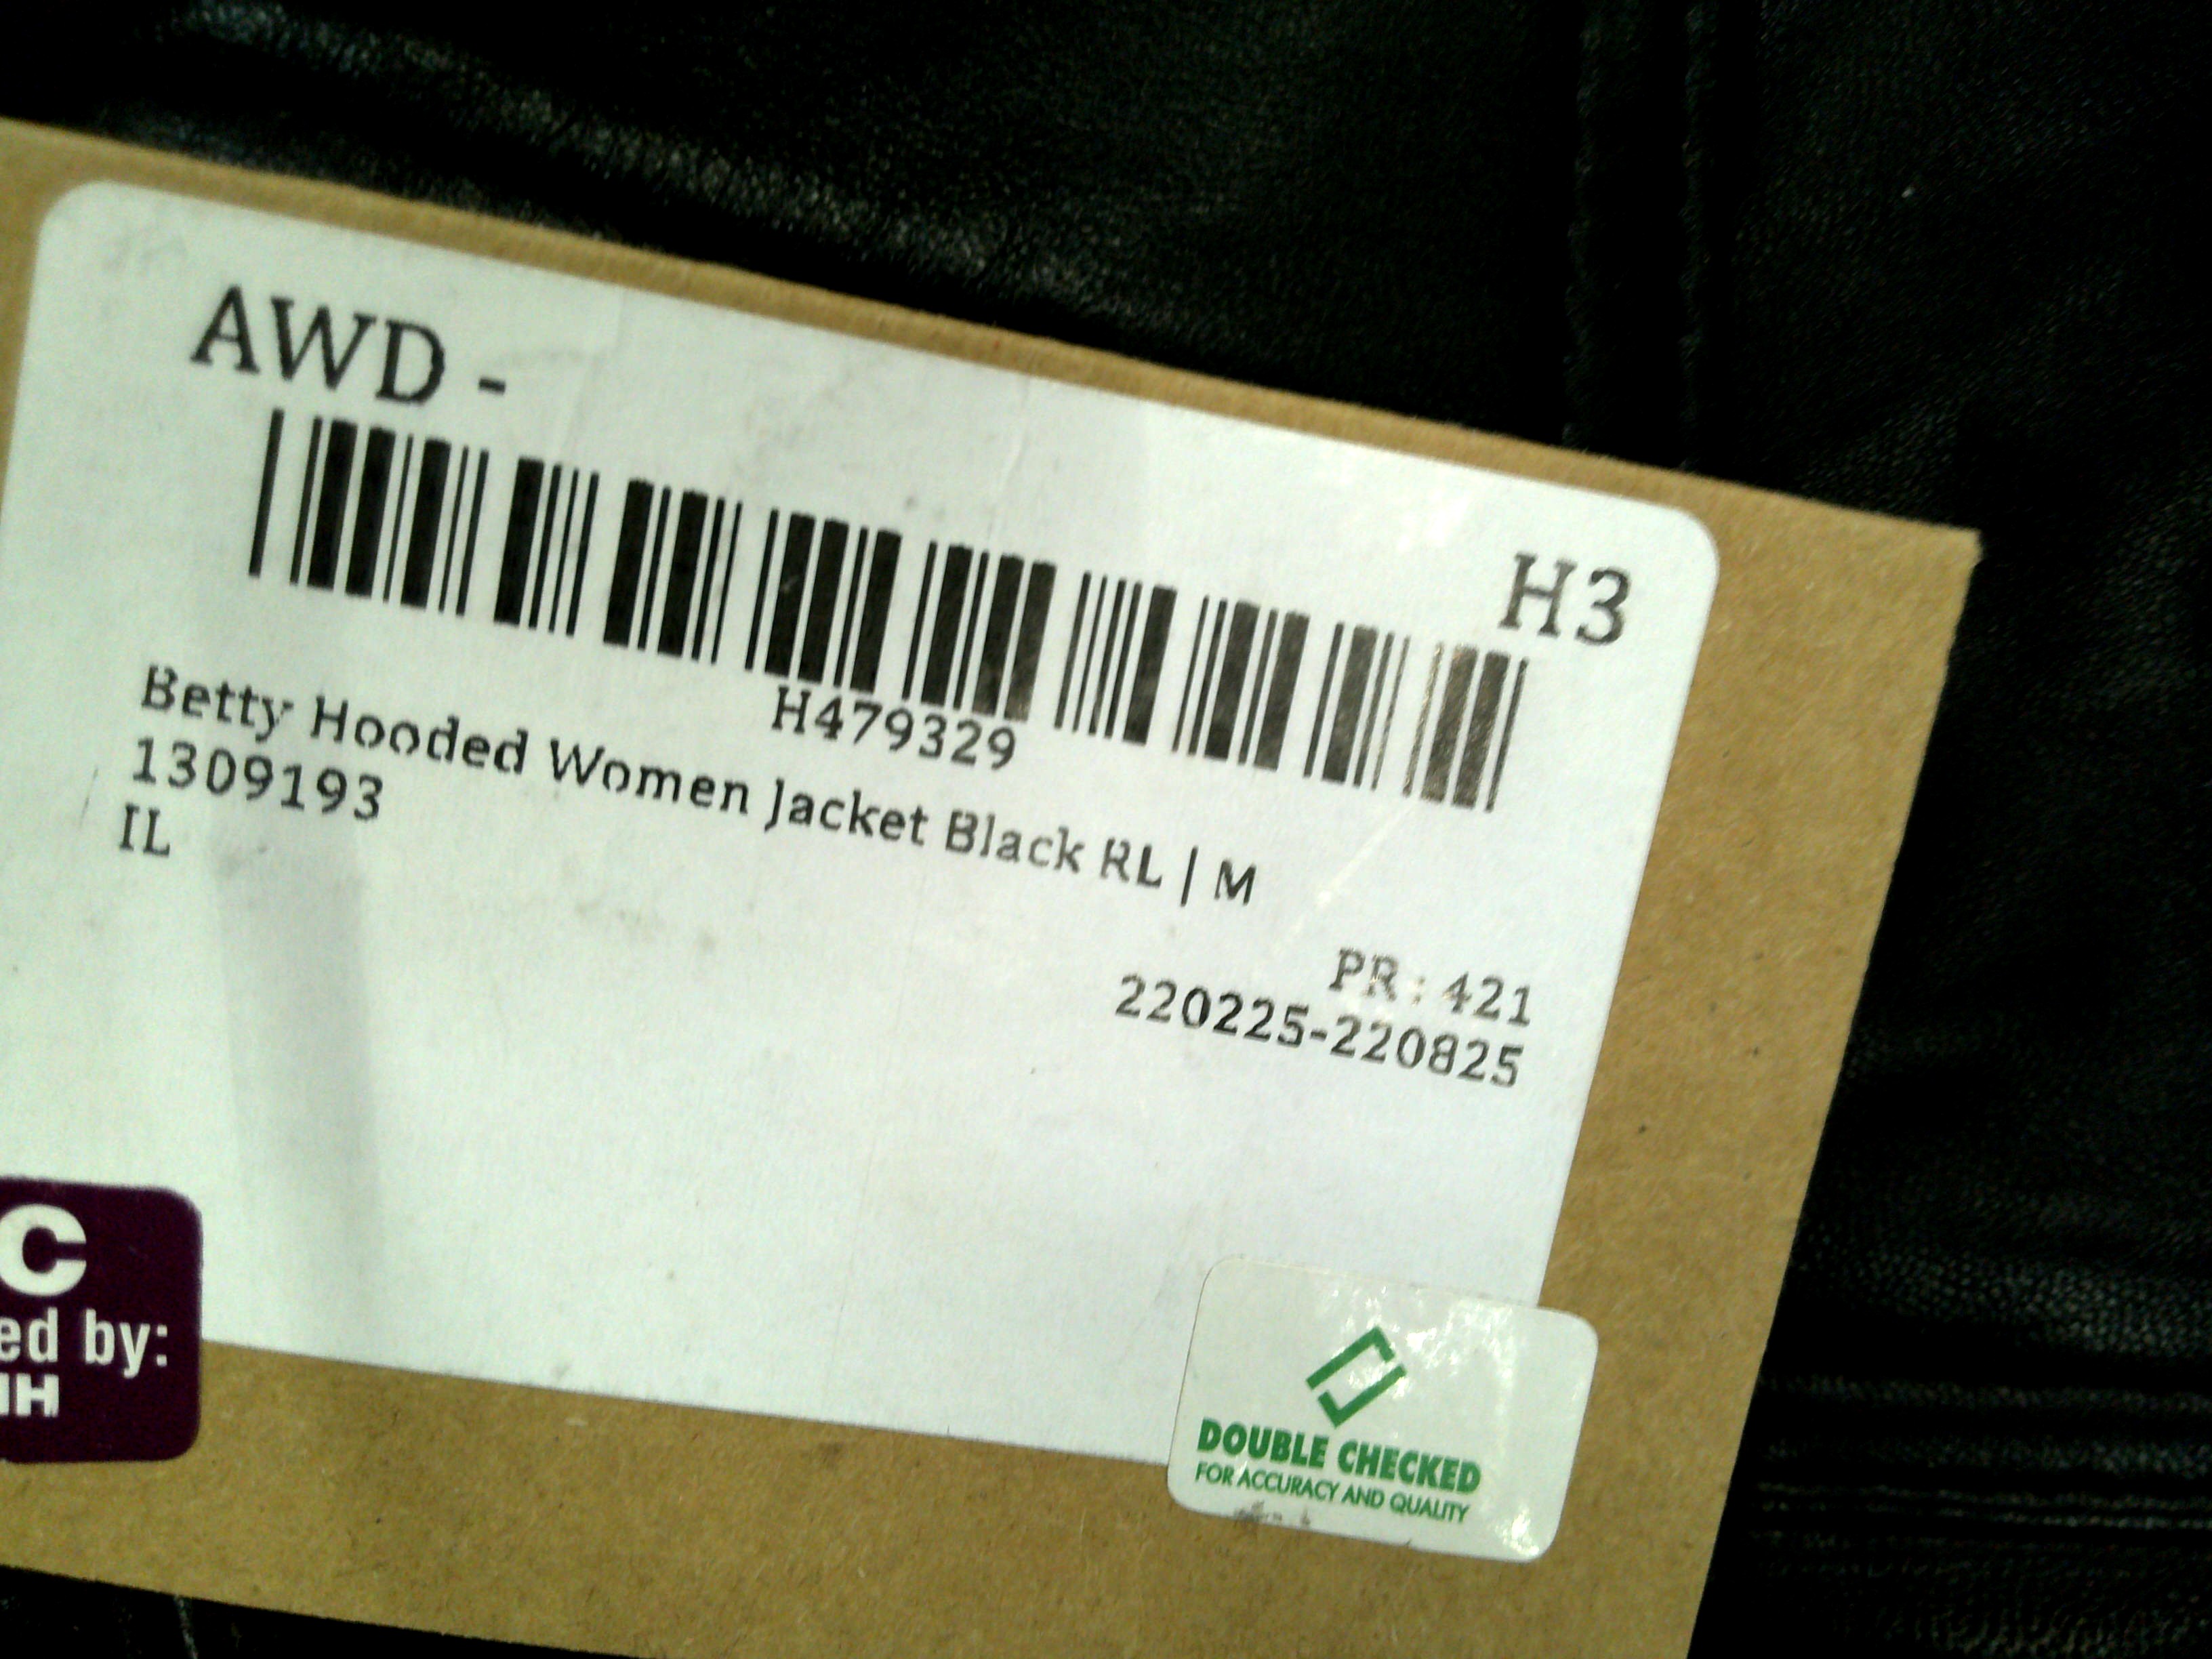 AWD -
H3
H479329
Betty Hooded Women Jacket Black RL | M
1309193
IL
PR: 421
220225-220825
C
ed by:
DOUBLE CHECKED
FOR ACCURACY AND QUALITY